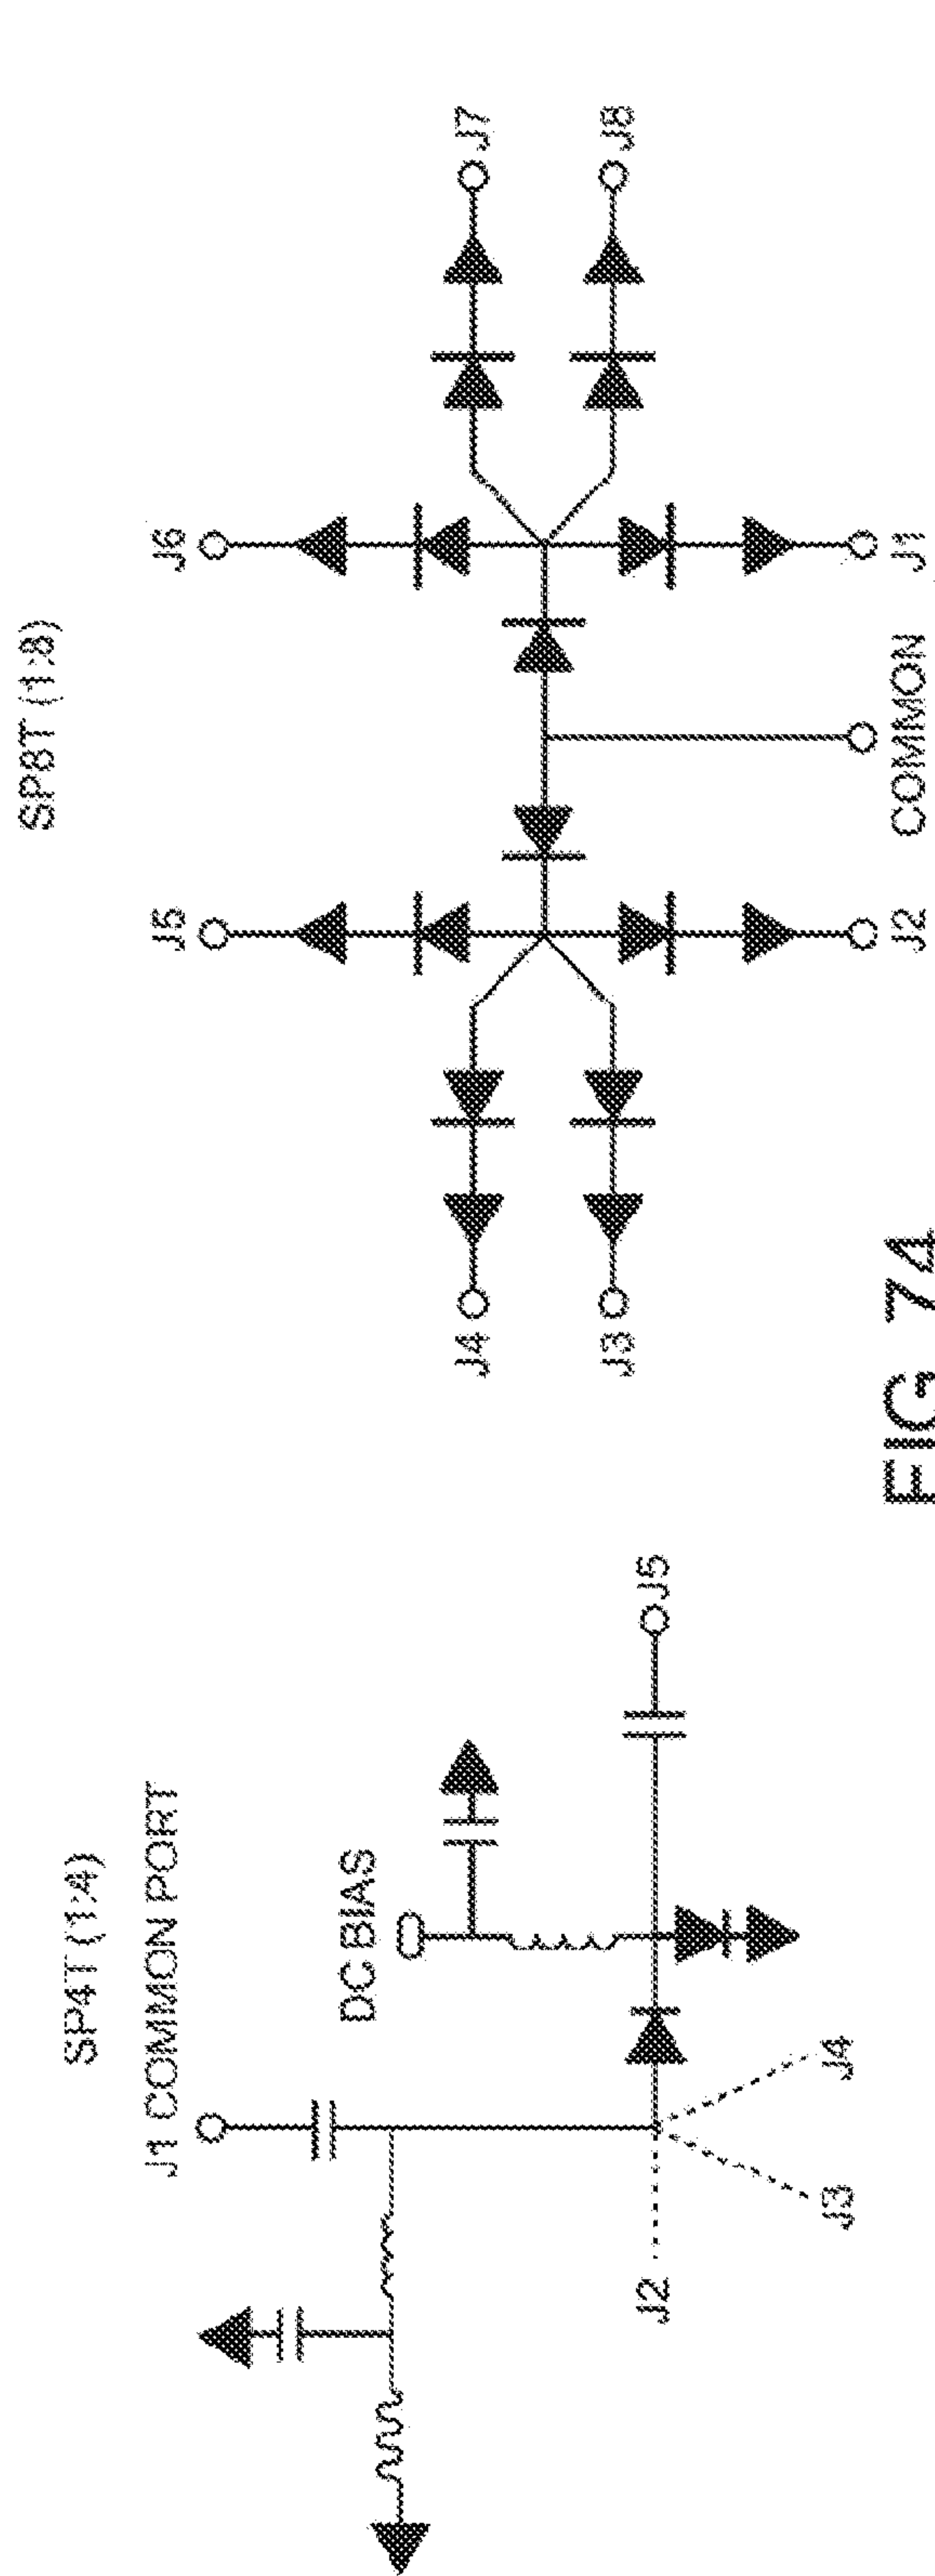 SP4T (1:4)
J1 COMMON PORT
DC BIAS
J5
J2
J3
J4
SP8T (1:8)
J5
J6
J4
J7
J3
J8
J2
COMMON
J1
FIG 74